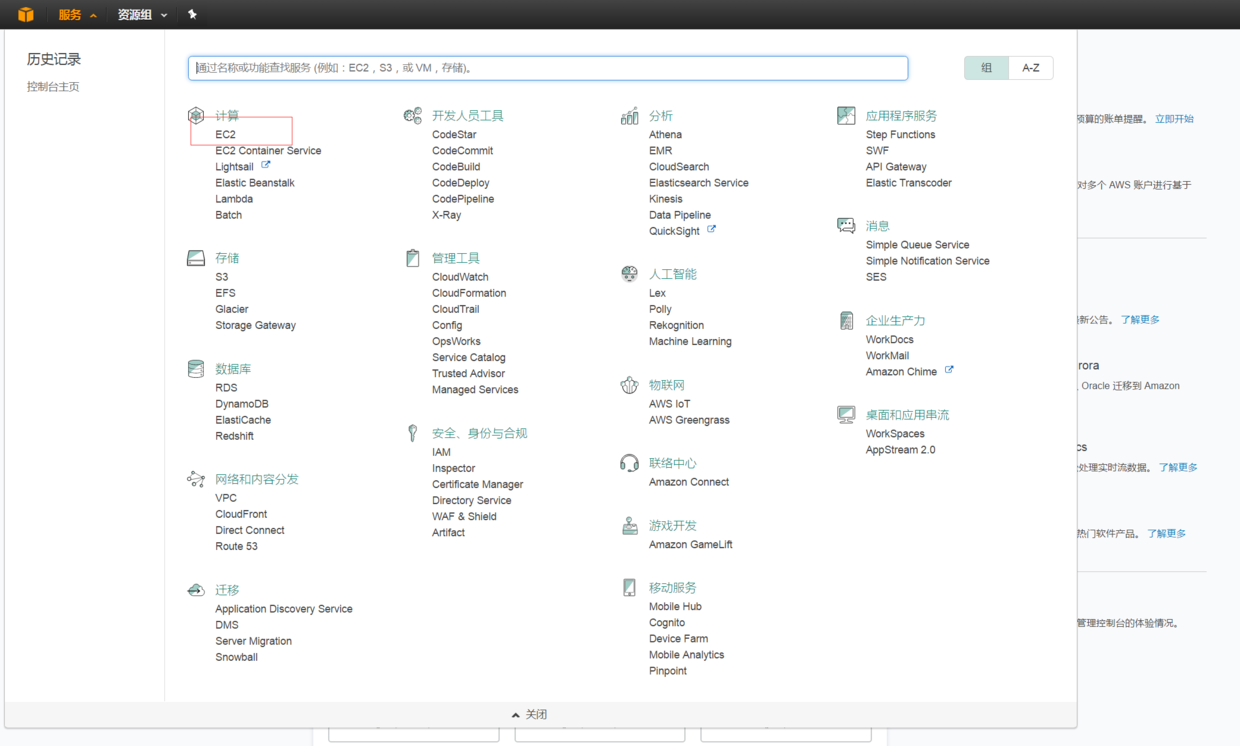 服务
资源组
历史记录
控制台主页
通过名称或功能查找服务 (例如：EC2，S3，或 VM，存储)。
组
A-Z
计算
EC2
EC2 Container Service
Lightsail
Elastic Beanstalk
Lambda
Batch
存储
S3
EFS
Glacier
Storage Gateway
数据库
RDS
DynamoDB
ElastiCache
Redshift
网络和内容分发
VPC
CloudFront
Direct Connect
Route 53
迁移
Application Discovery Service
DMS
Server Migration
Snowball
开发人员工具
CodeStar
CodeCommit
CodeBuild
CodeDeploy
CodePipeline
X-Ray
管理工具
CloudWatch
CloudFormation
CloudTrail
Config
OpsWorks
Service Catalog
Trusted Advisor
Managed Services
安全、身份与合规
IAM
Inspector
Certificate Manager
Directory Service
WAF & Shield
Artifact
分析
Athena
EMR
CloudSearch
Elasticsearch Service
Kinesis
Data Pipeline
QuickSight
人工智能
Lex
Polly
Rekognition
Machine Learning
物联网
AWS IoT
AWS Greengrass
联络中心
Amazon Connect
游戏开发
Amazon GameLift
移动服务
Mobile Hub
Cognito
Device Farm
Mobile Analytics
Pinpoint
应用程序服务
Step Functions
SWF
API Gateway
Elastic Transcoder
消息
Simple Queue Service
Simple Notification Service
SES
企业生产力
WorkDocs
WorkMail
Amazon Chime
桌面和应用串流
WorkSpaces
AppStream 2.0
关闭
预算的账单提醒。 立即开始
对多个 AWS 账户进行基于
新公告。 了解更多
rora
Oracle 迁移到 Amazon
cs
处理实时流数据。 了解更多
热门软件产品。 了解更多
管理控制台的体验情况。